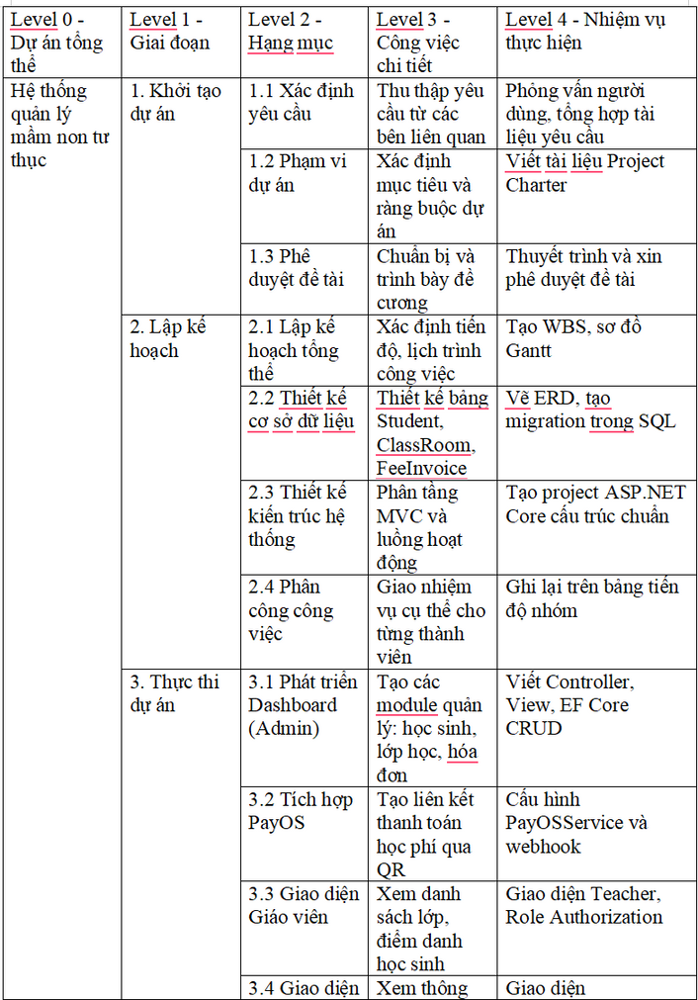 Level 0 -
Dự án tổng
thể
Level 1 -
Giai đoạn
Level 2 -
Hạng mục
Level 3 -
Công việc
chi tiết
Level 4 - Nhiệm vụ
thực hiện
Hệ thống
quản lý
mầm non tư
thục
1. Khởi tạo
dự án
1.1 Xác định
yêu cầu
Thu thập yêu
cầu từ các
bên liên quan
Phỏng vấn người
dùng, tổng hợp tài
liệu yêu cầu
1.2 Phạm vi
dự án
Xác định
mục tiêu và
ràng buộc dự
án
Viết tài liệu Project
Charter
1.3 Phê
duyệt đề tài
Chuẩn bị và
trình bày đề
cương
Thuyết trình và xin
phê duyệt đề tài
2. Lập kế
hoạch
2.1 Lập kế
hoạch tổng
thể
Xác định tiến
độ, lịch trình
công việc
Tạo WBS, sơ đồ
Gantt
2.2 Thiết kế
cơ sở dữ liệu
Thiết kế bảng
Student,
ClassRoom,
FeeInvoice
Vẽ ERD, tạo
migration trong SQL
2.3 Thiết kế
kiến trúc hệ
thống
Phân tầng
MVC và
luồng hoạt
động
Tạo project ASP.NET
Core cấu trúc chuẩn
2.4 Phân
công công
việc
Giao nhiệm
vụ cụ thể cho
từng thành
viên
Ghi lại trên bảng tiến
độ nhóm
3. Thực thi
dự án
3.1 Phát triển
Dashboard
(Admin)
Tạo các
module quản
lý: học sinh,
lớp học, hóa
đơn
Viết Controller,
View, EF Core
CRUD
3.2 Tích hợp
PayOS
Tạo liên kết
thanh toán
học phí qua
QR
Cấu hình
PayOSService và
webhook
3.3 Giao diện
Giáo viên
Xem danh
sách lớp,
điểm danh
học sinh
Giao diện Teacher,
Role Authorization
3.4 Giao diện
Xem thông
Giao diện